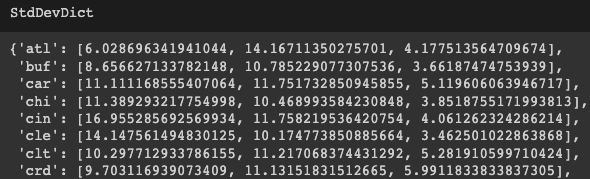 StdDevDict
{'atl': [6.028696341941044, 14.16711350275701, 4.177513564709674],
'buf': [8.656627133782148, 10.785229077307536, 3.66187474753939],
'car': [11.111168555407064, 11.751732850945855, 5.119606063946717],
'chi': [11.389293217754998, 10.468993584230848, 3.8518755171993813],
'cin': [16.955285692569934, 11.758219536420754, 4.061262324286214],
'cle': [14.147561494830125, 10.174773850885664, 3.462501022863868],
'clt': [10.297712933786155, 11.217068374431292, 5.281910599710424],
'crd': [9.703116939073409, 11.13151831512665, 5.9911833833837305],